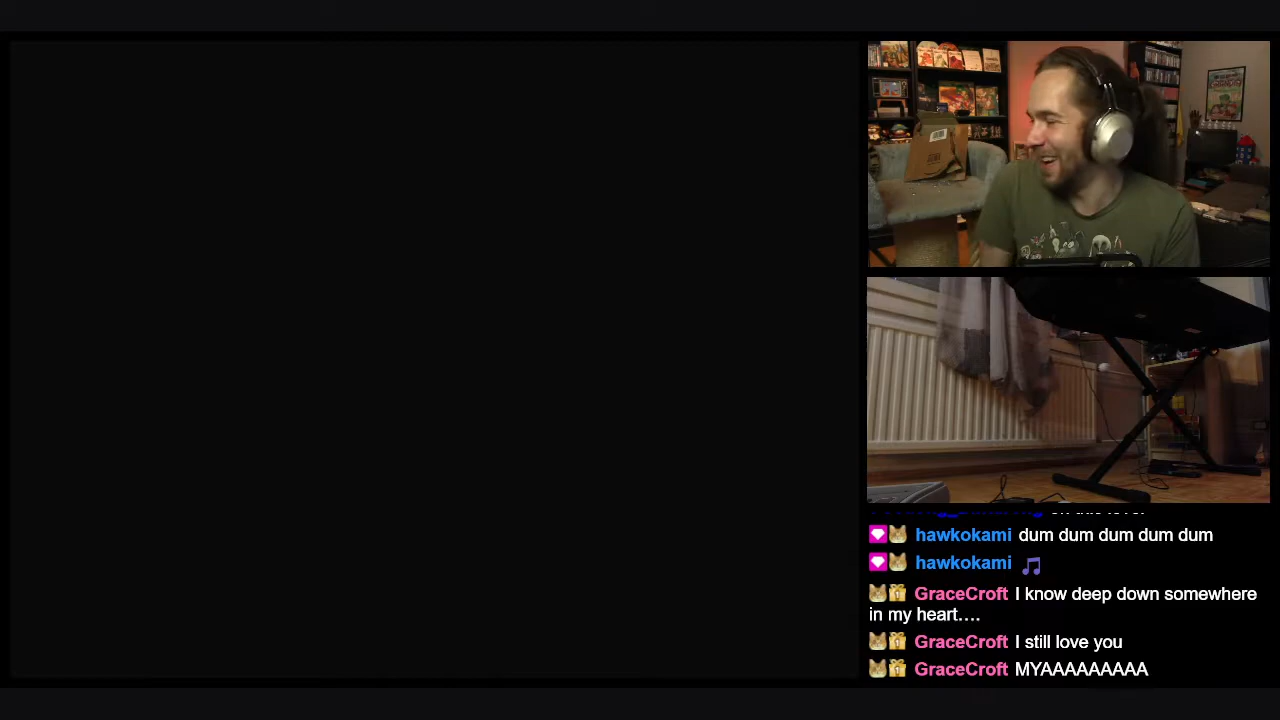 hawkokami dum dum dum dum dum
hawkokami
GraceCroft I know deep down somewhere
in my heart....
GraceCroft I still love you
GraceCroft MYAAAAAAAAA